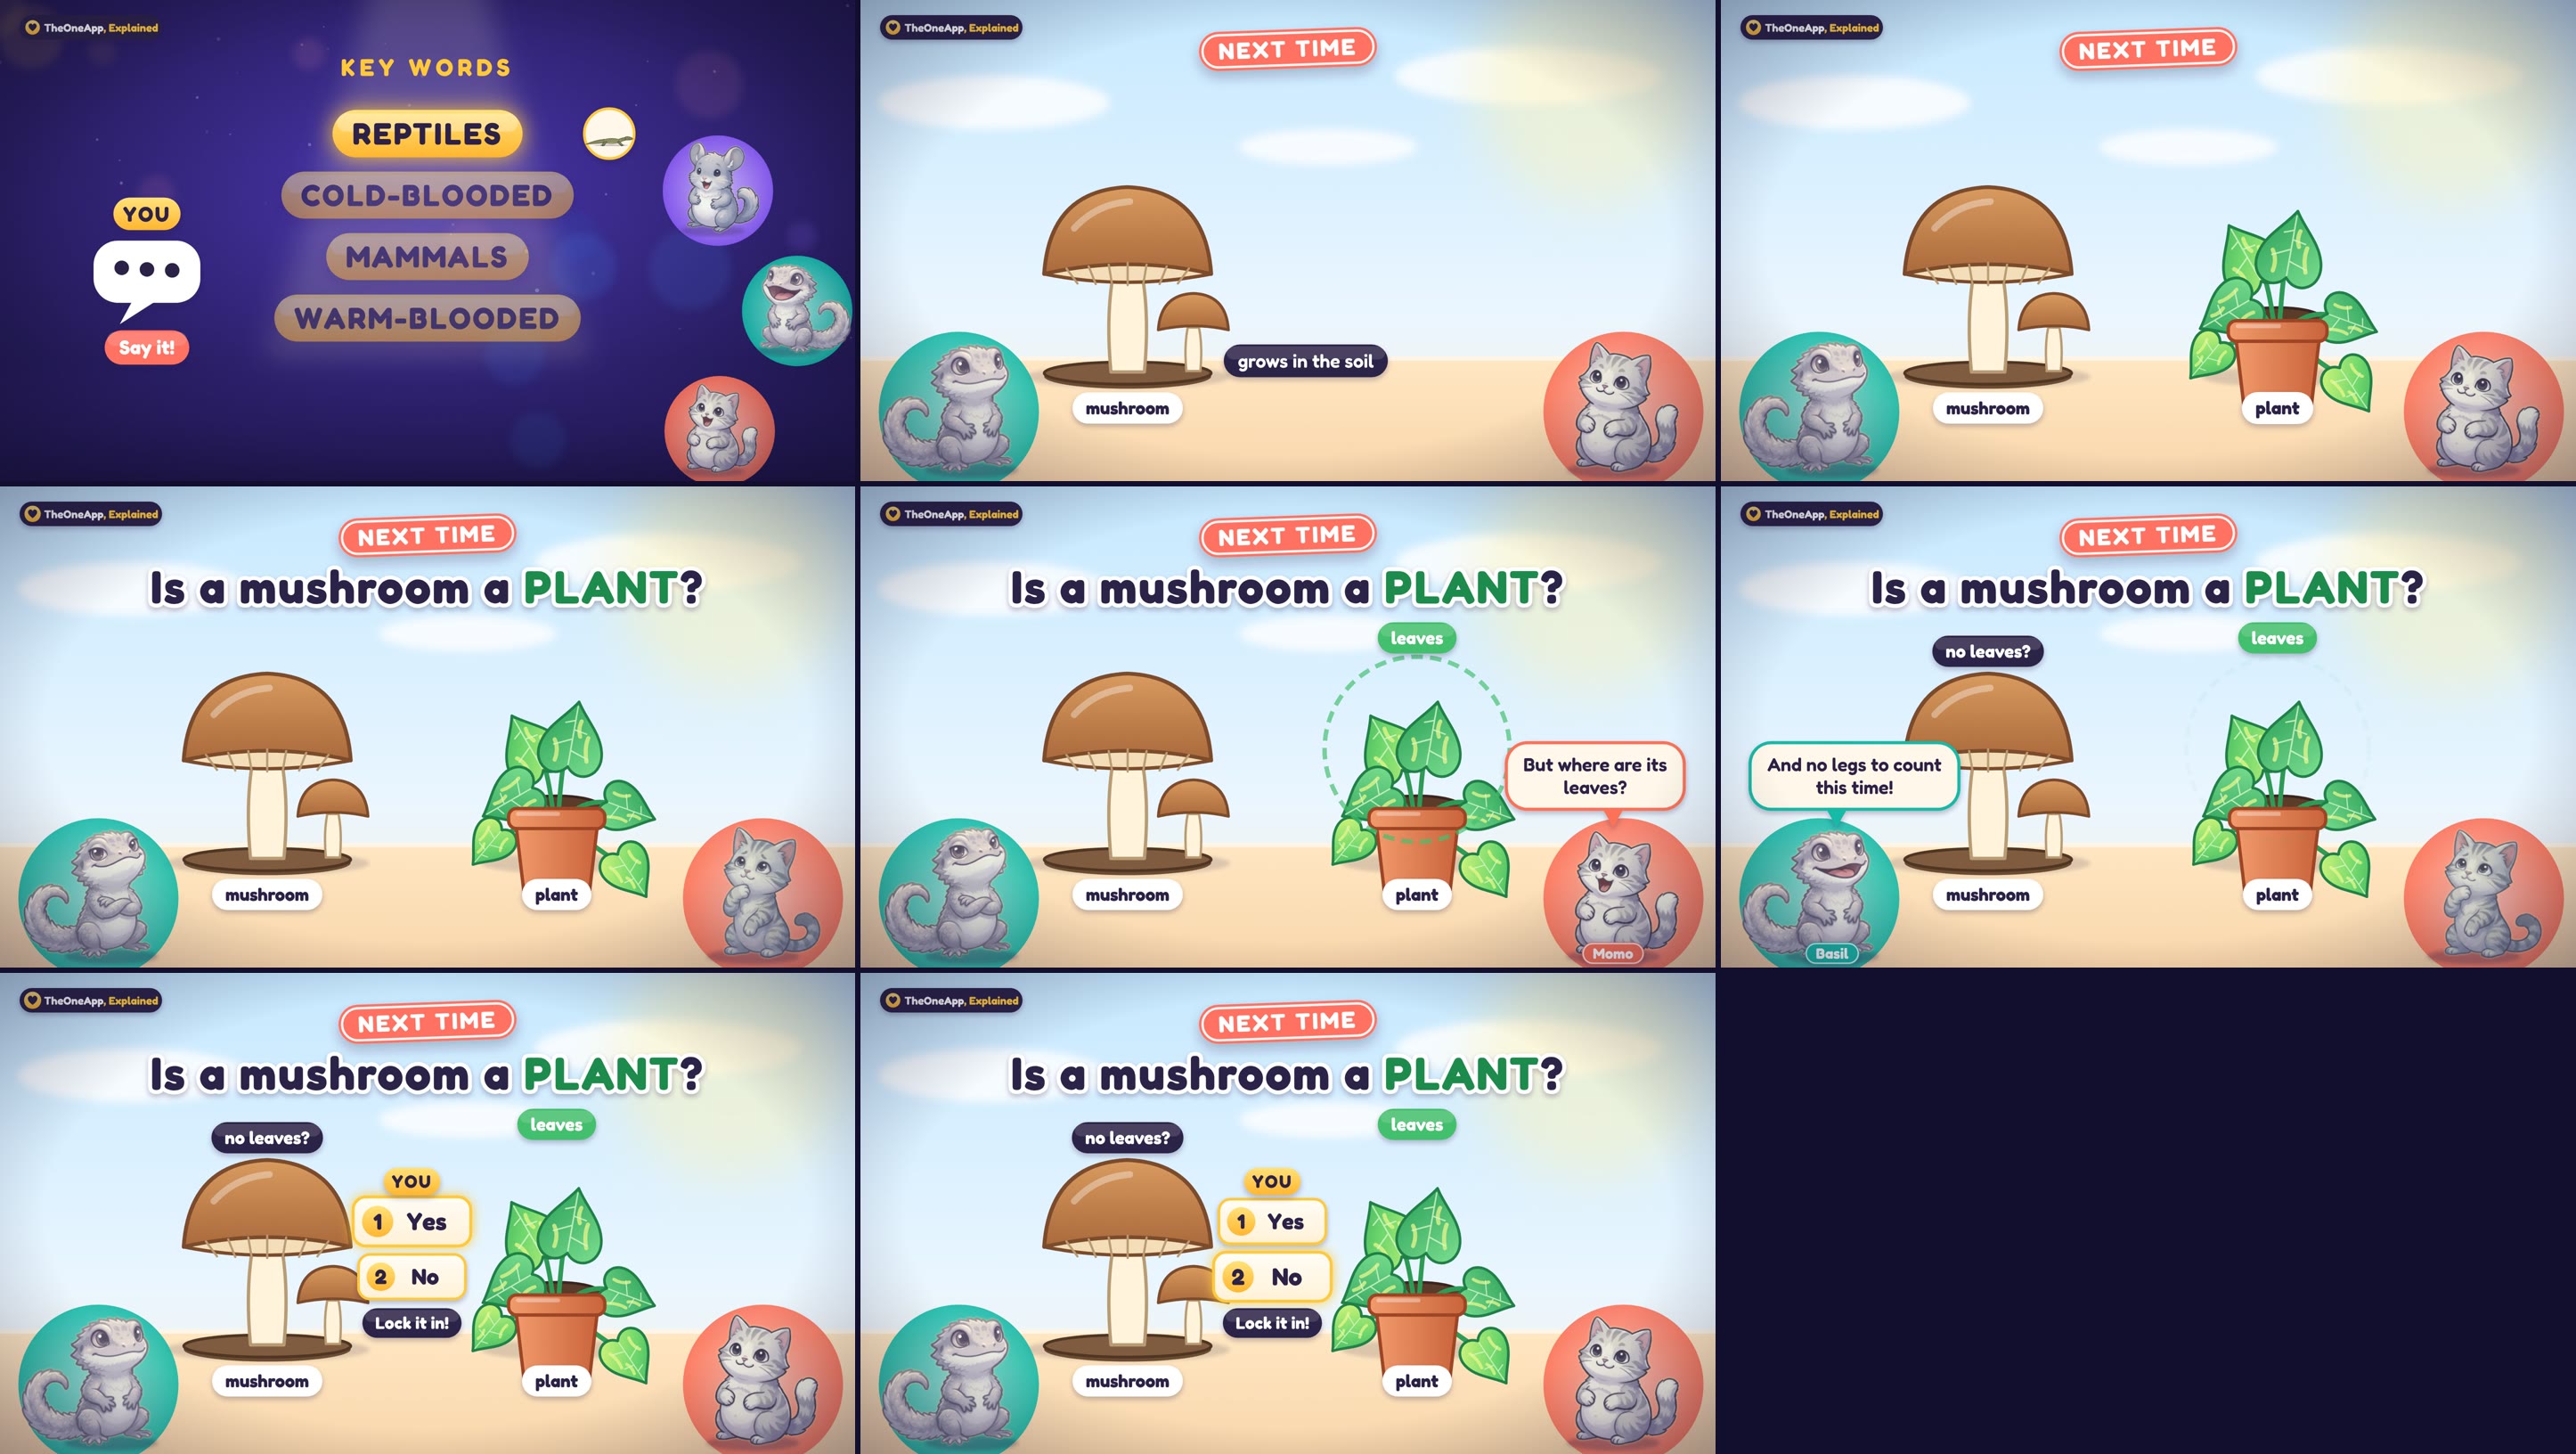 TheOneApp, Explained
KEY WORDS
REPTILES
COLD-BLOODED
MAMMALS
WARM-BLOODED
YOU
Say it!
TheOneApp, Explained
NEXT TIME
grows in the soil
mushroom
TheOneApp, Explained
NEXT TIME
mushroom
plant
TheOneApp, Explained
NEXT TIME
Is a mushroom a PLANT?
mushroom
plant
TheOneApp, Explained
NEXT TIME
Is a mushroom a PLANT?
leaves
But where are its
leaves?
mushroom
plant
Momo
TheOneApp, Explained
NEXT TIME
Is a mushroom a PLANT?
leaves
no leaves?
And no legs to count
this time!
mushroom
plant
Basil
TheOneApp, Explained
NEXT TIME
Is a mushroom a PLANT?
leaves
no leaves?
YOU
1 Yes
2 No
Lock it in!
mushroom
plant
TheOneApp, Explained
NEXT TIME
Is a mushroom a PLANT?
leaves
no leaves?
YOU
1 Yes
2 No
Lock it in!
mushroom
plant